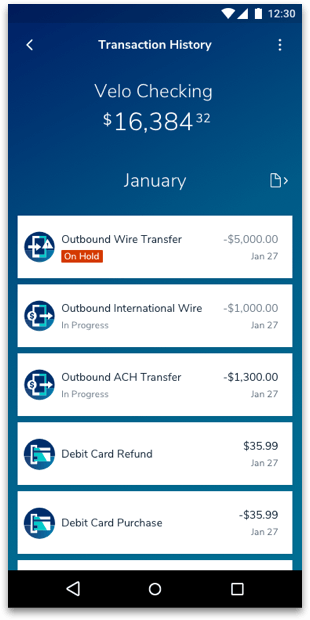 12:30
Transaction History
Velo Checking
$16,384 32
January
Outbound Wire Transfer -$5,000.00
On Hold Jan 27
Outbound International Wire -$1,000.00
In Progress Jan 27
Outbound ACH Transfer -$1,300.00
In Progress Jan 27
Debit Card Refund $35.99
Jan 27
Debit Card Purchase -$35.99
Jan 27